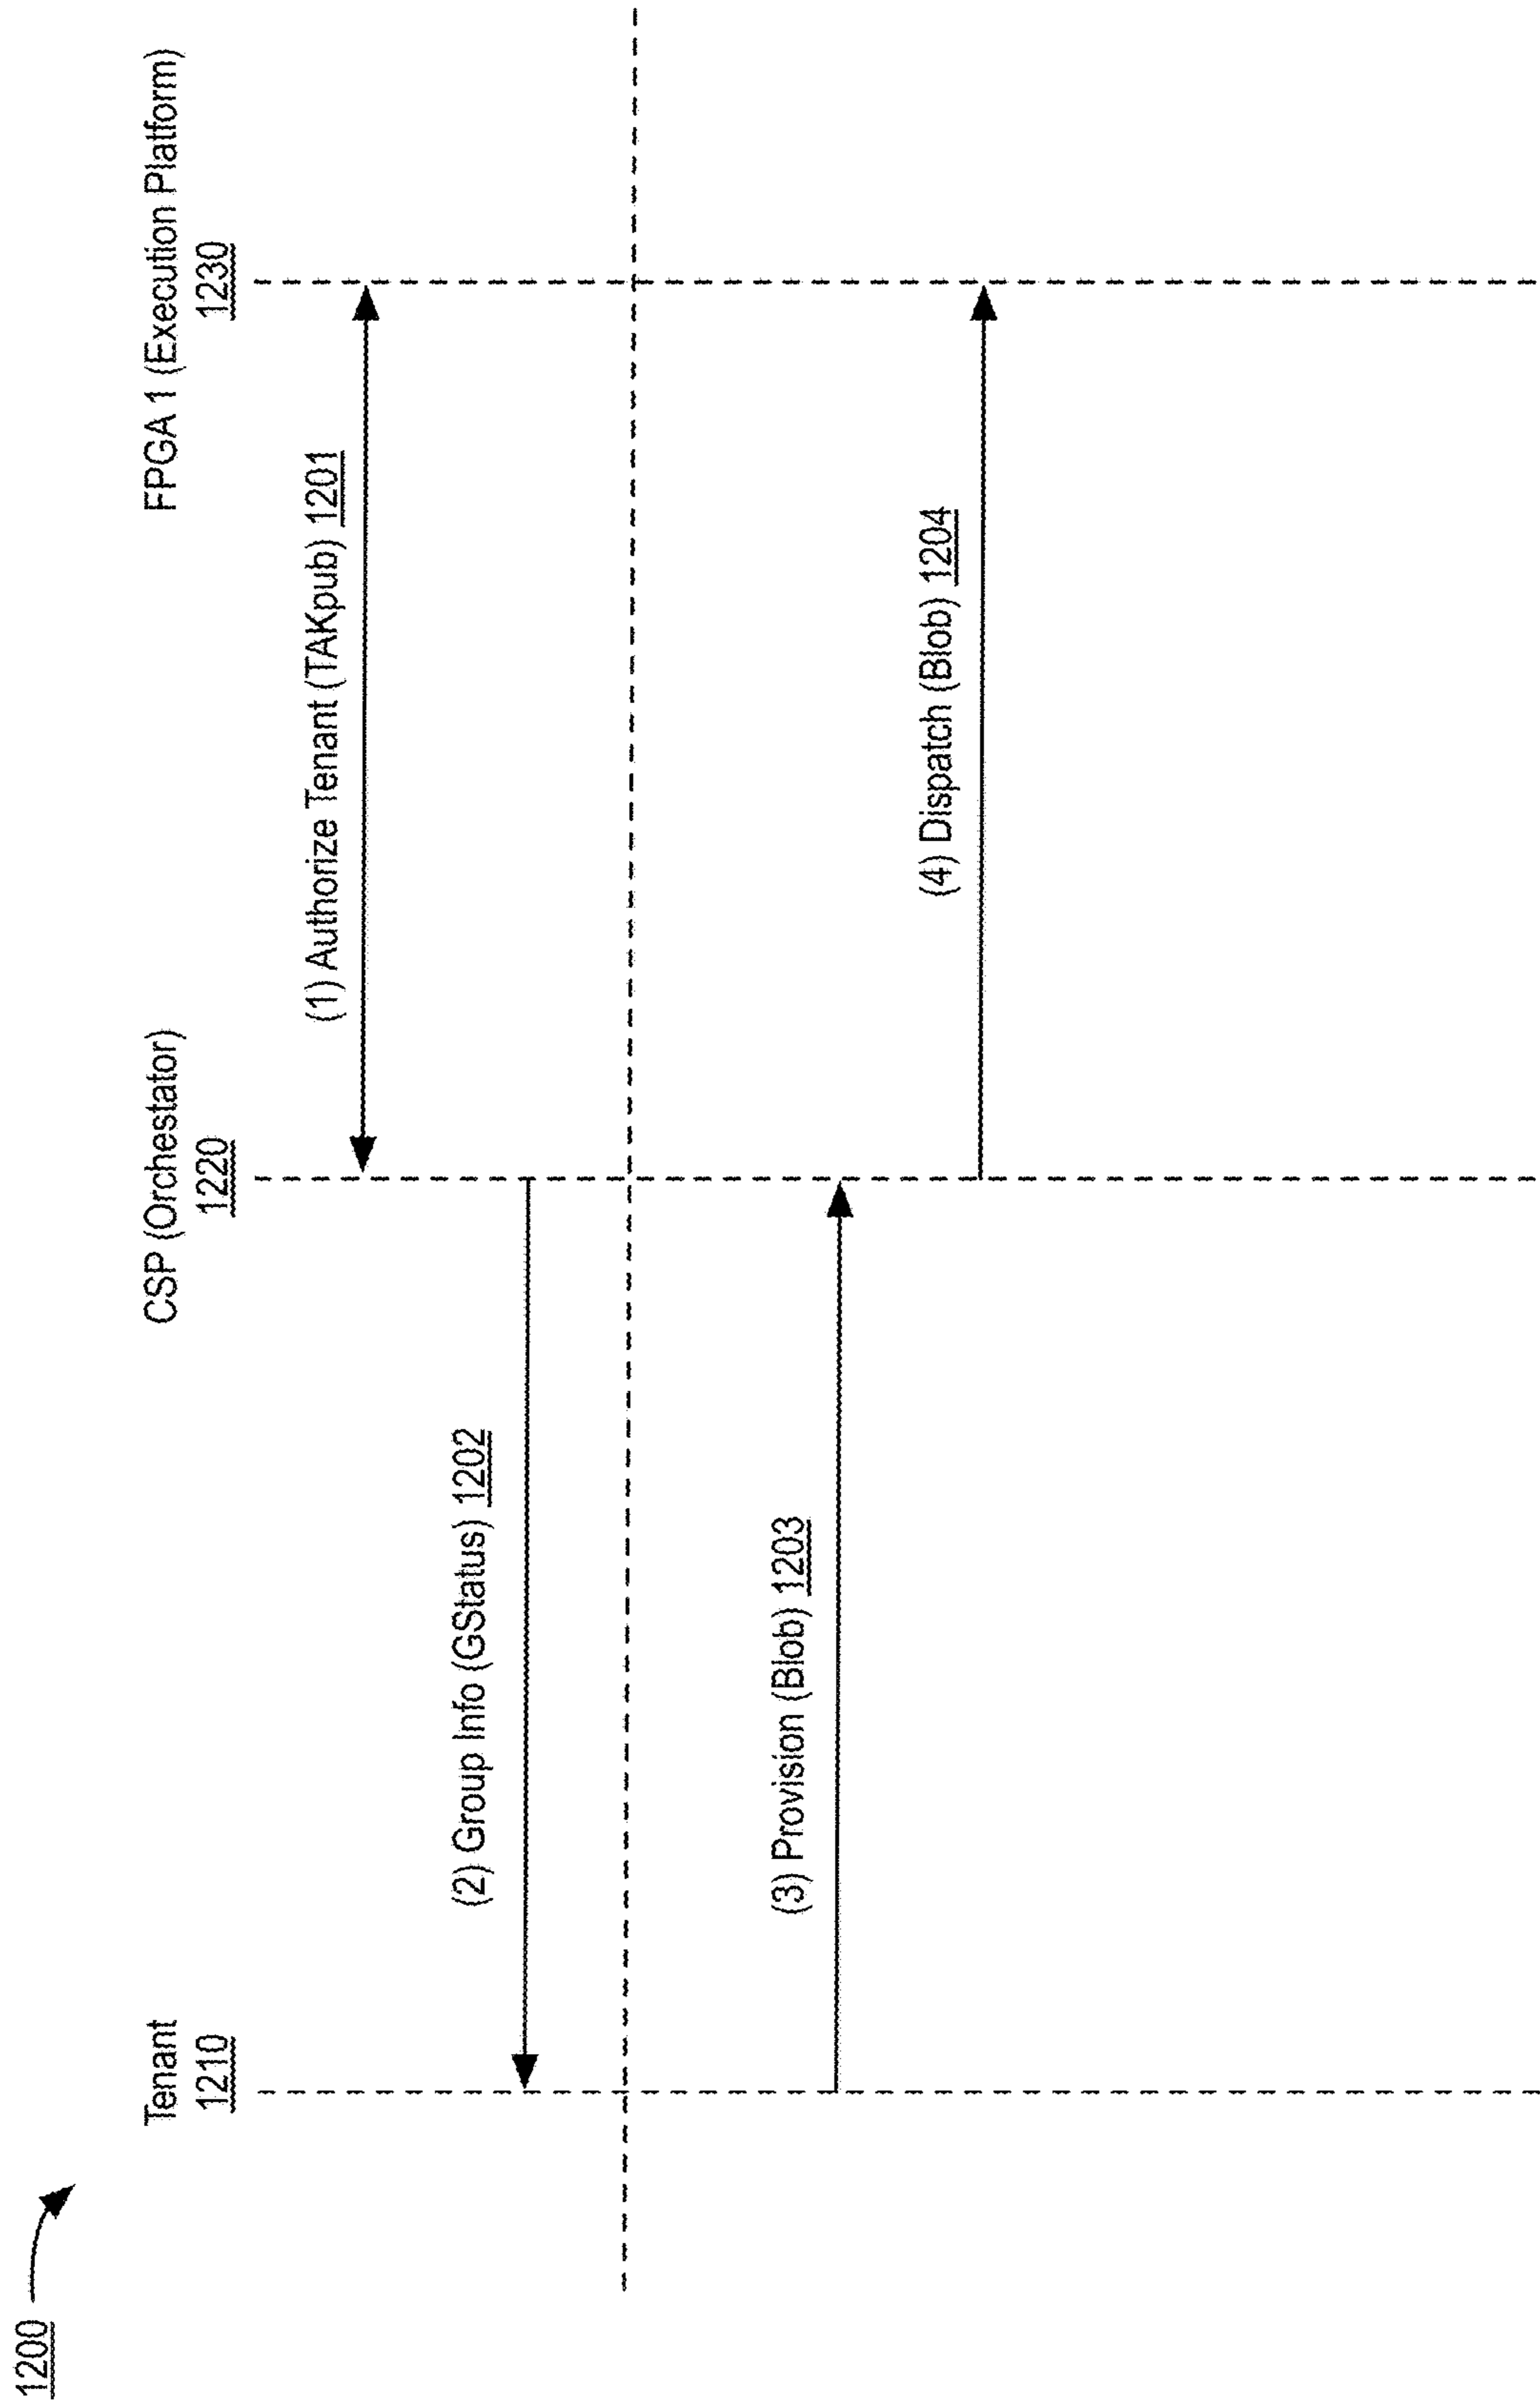 1200
Tenant
1210
CSP (Orchestator)
1220
FPGA 1 (Execution Platform)
1230
(1) Authorize Tenant (TAKpub) 1201
(2) Group Info (GStatus) 1202
(3) Provision (Blob) 1203
(4) Dispatch (Blob) 1204